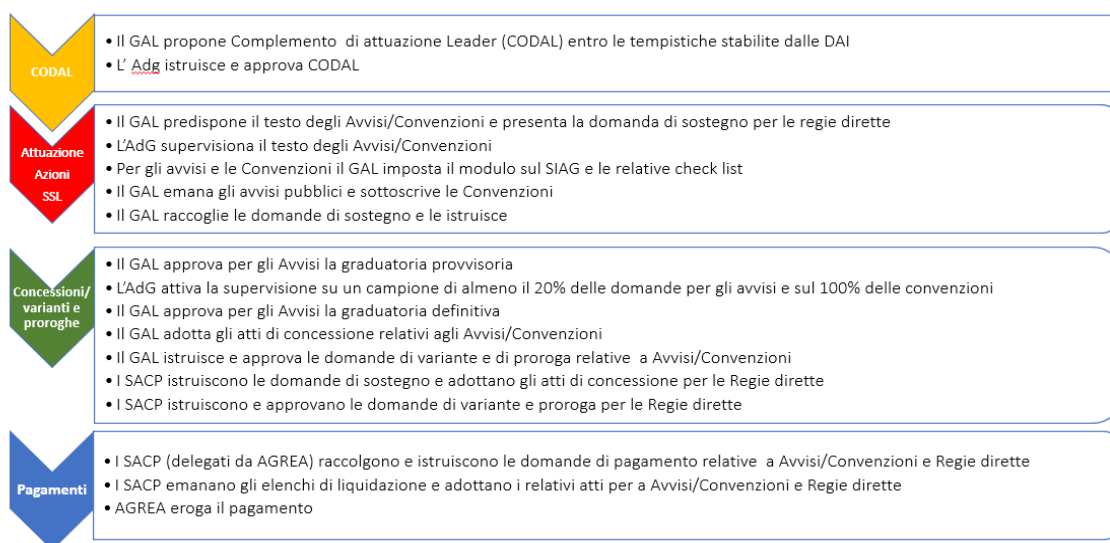 CODAL
• Il GAL propone Complemento di attuazione Leader (CODAL) entro le tempistiche stabilite dalle DAI
• L' Adg istruisce e approva CODAL
Attuazione
Azioni
SSL
• Il GAL predispone il testo degli Avvisi/Convenzioni e presenta la domanda di sostegno per le regie dirette
• L'AdG supervisiona il testo degli Avvisi/Convenzioni
• Per gli avvisi e le Convenzioni il GAL imposta il modulo sul SIAG e le relative check list
• Il GAL emana gli avvisi pubblici e sottoscrive le Convenzioni
• Il GAL raccoglie le domande di sostegno e le istruisce
Concessioni/
varianti e
proroghe
• Il GAL approva per gli Avvisi la graduatoria provvisoria
• L'AdG attiva la supervisione su un campione di almeno il 20% delle domande per gli avvisi e sul 100% delle convenzioni
• Il GAL approva per gli Avvisi la graduatoria definitiva
• Il GAL adotta gli atti di concessione relativi agli Avvisi/Convenzioni
• Il GAL istruisce e approva le domande di variante e di proroga relative a Avvisi/Convenzioni
• I SACP istruiscono le domande di sostegno e adottano gli atti di concessione per le Regie dirette
• I SACP istruiscono e approvano le domande di variante e proroga per le Regie dirette
Pagamenti
• I SACP (delegati da AGREA) raccolgono e istruiscono le domande di pagamento relative a Avvisi/Convenzioni e Regie dirette
• I SACP emanano gli elenchi di liquidazione e adottano i relativi atti per a Avvisi/Convenzioni e Regie dirette
• AGREA eroga il pagamento